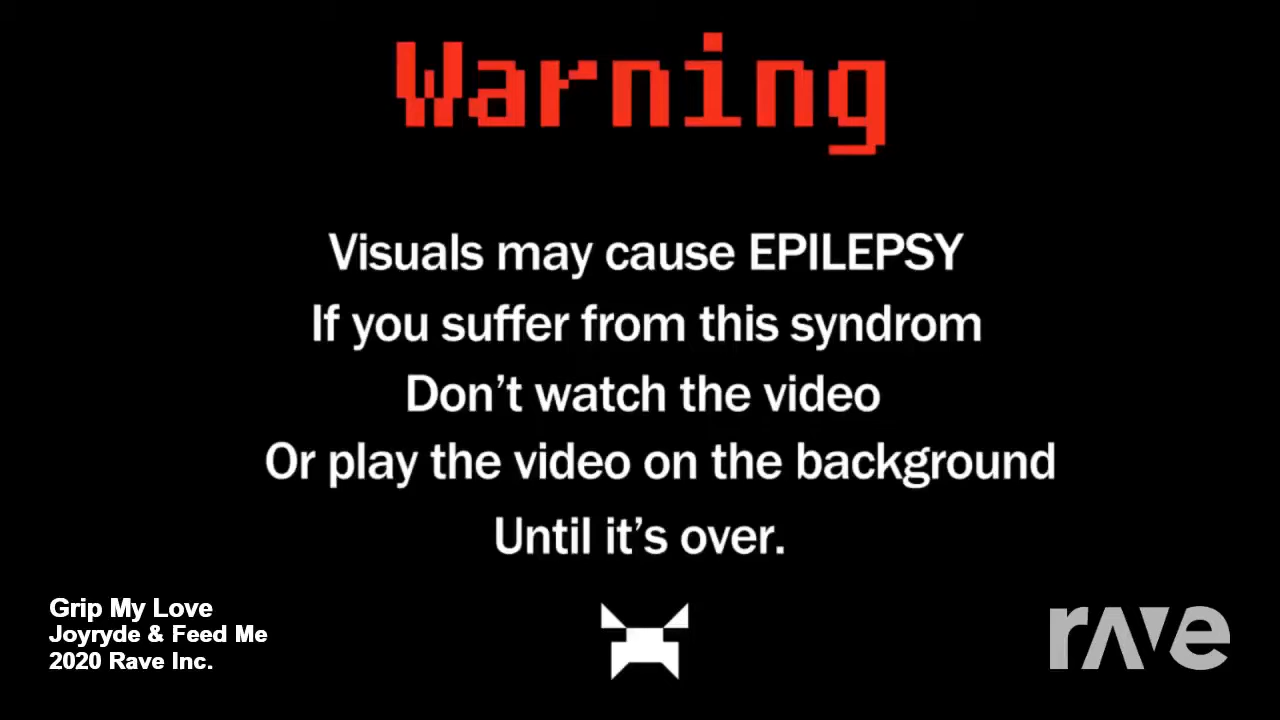 Warning
Visuals may cause EPILEPSY
If you suffer from this syndrom
Don't watch the video
Or play the video on the background
Until it's over.
Grip My Love
Joyryde & Feed Me
2020 Rave Inc.
rave